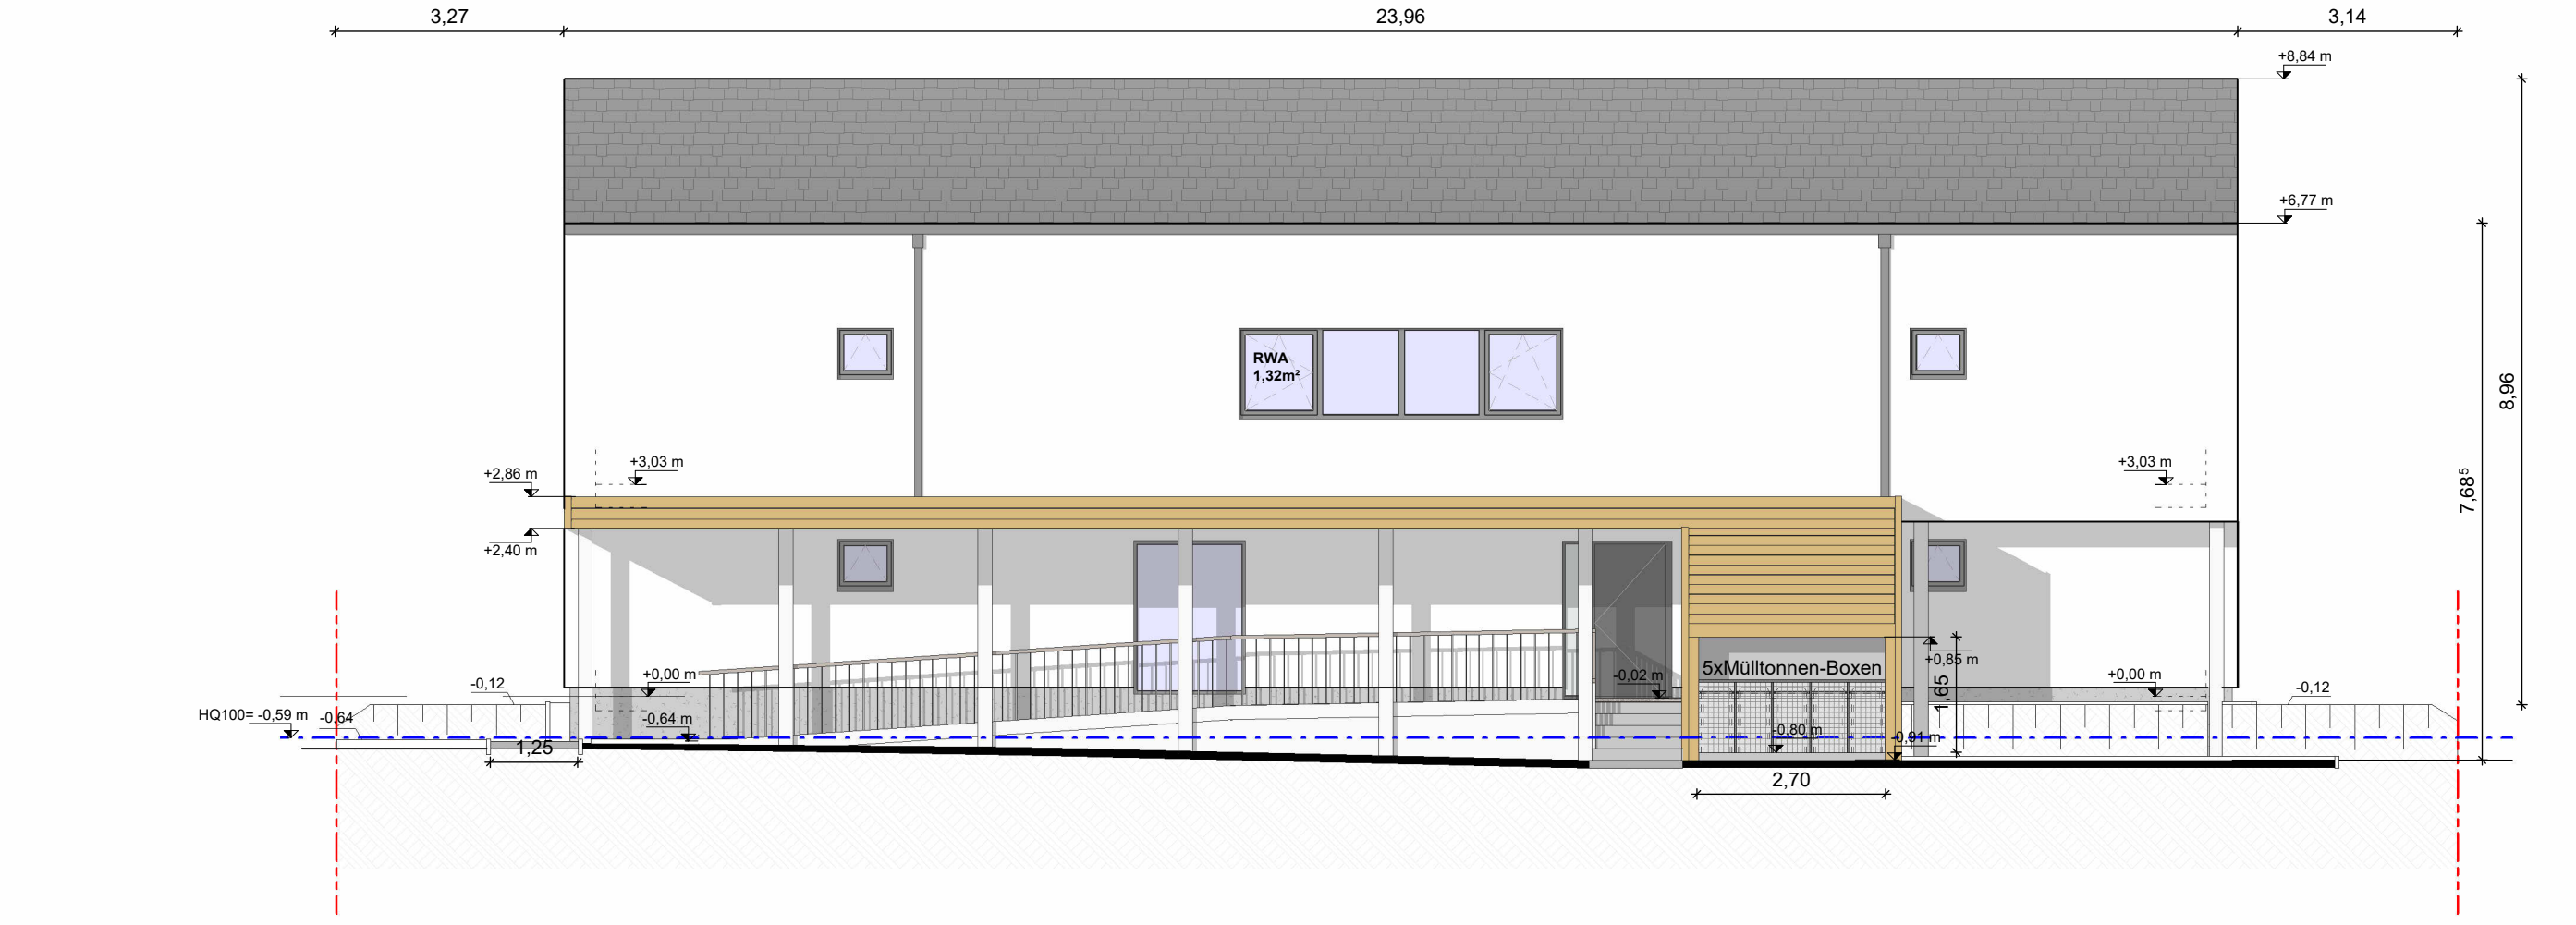 3,27
23,96
3,14
+8,84 m
+6,77 m
RWA
1,32m²
8,96
+3,03 m
+3,03 m
+2,86 m
7,68⁵
+2,40 m
5xMülltonnen-Boxen
+0,85 m
+0,00 m
-0,02 m
+0,00 m
-0,12
1,65
-0,12
HQ100= -0,59 m
-0,64
-0,64 m
-0,80 m
-0,91 m
1,25
2,70